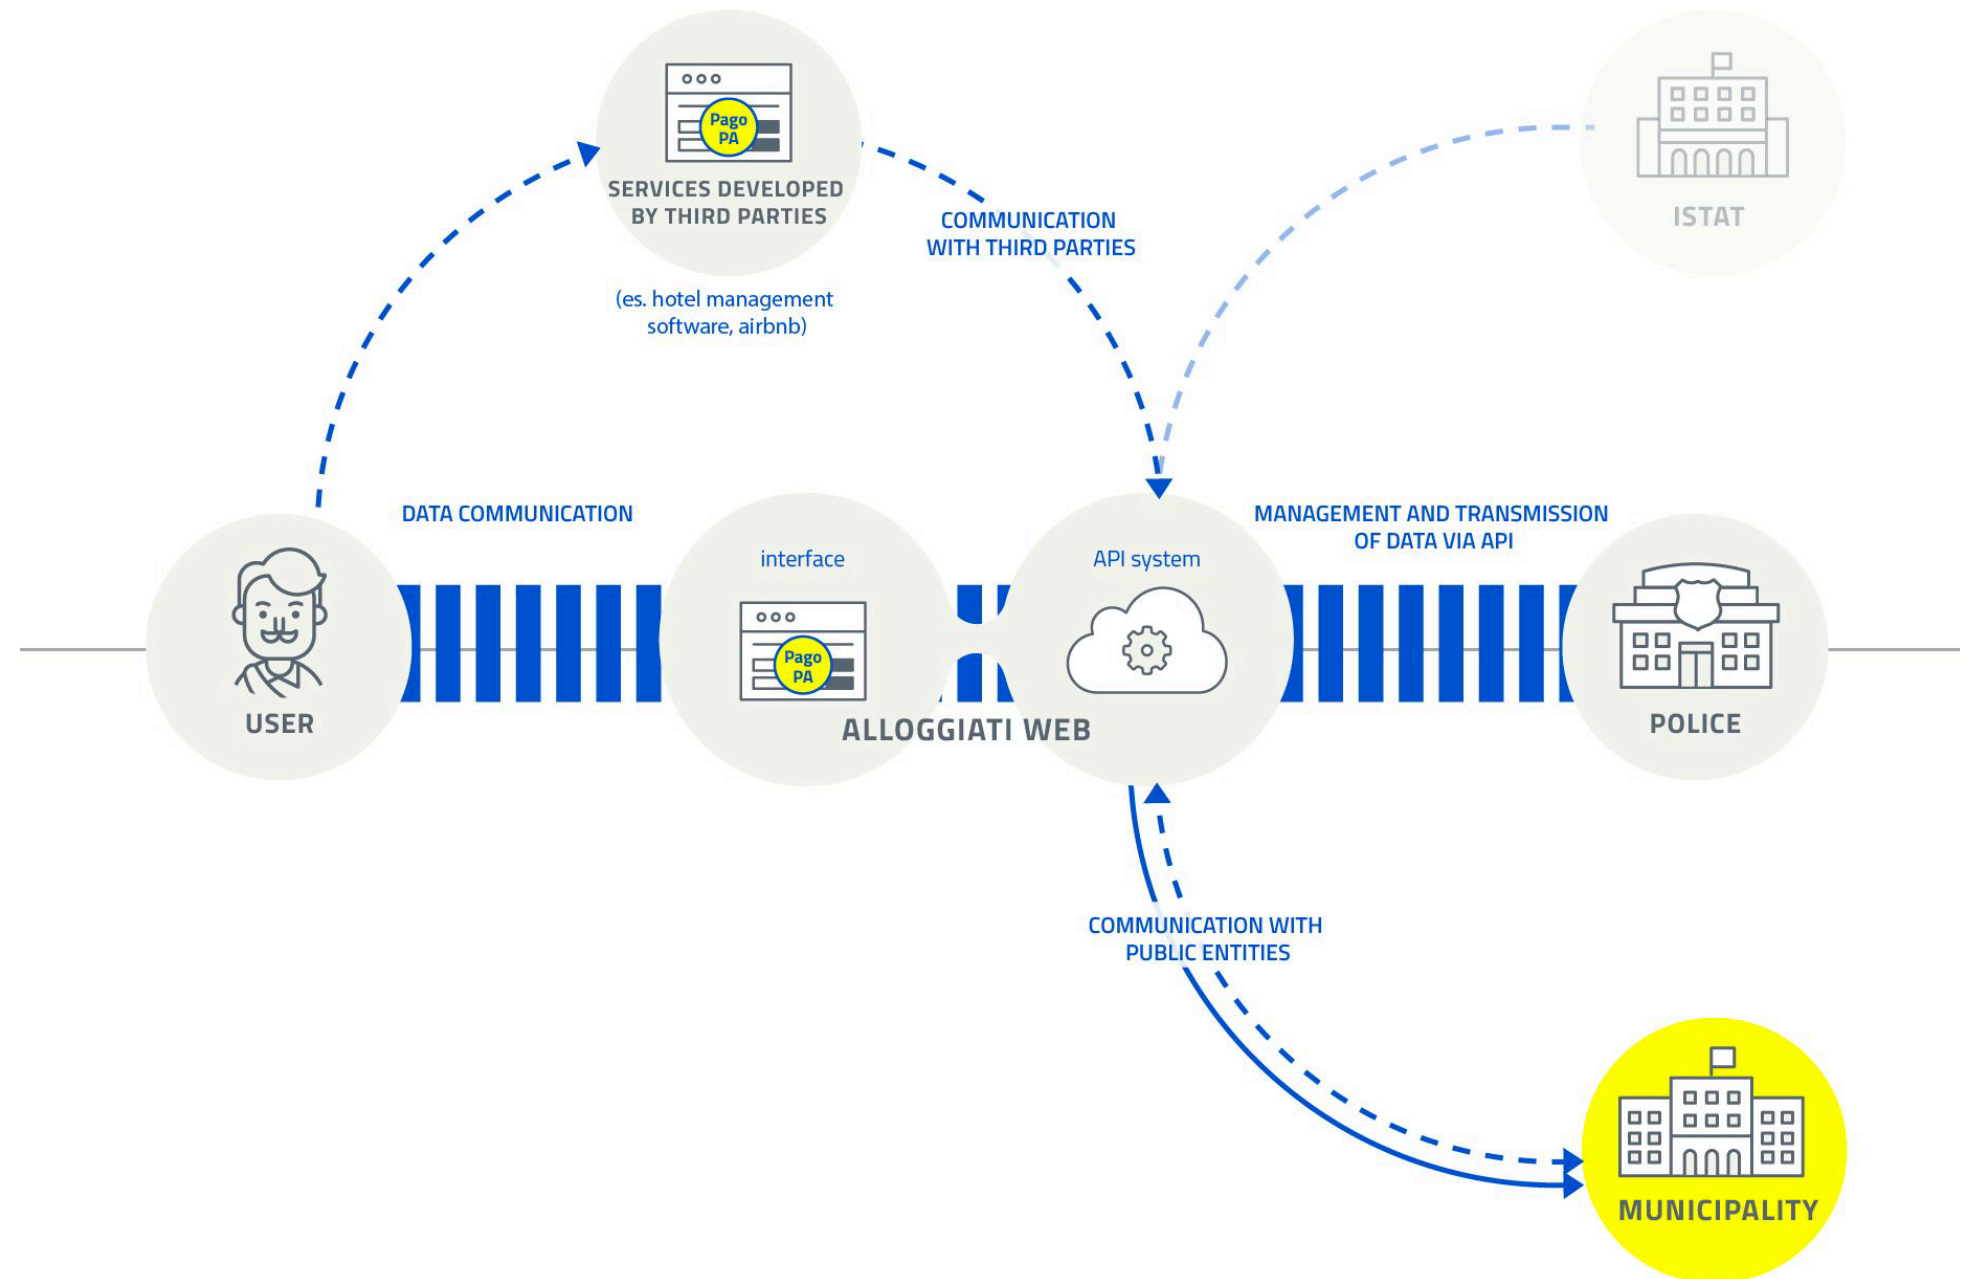 Pago
PA
SERVICES DEVELOPED
BY THIRD PARTIES
(es. hotel management
software, airbnb)
COMMUNICATION
WITH THIRD PARTIES
ISTAT
DATA COMMUNICATION
MANAGEMENT AND TRANSMISSION
OF DATA VIA API
USER
interface
Pago
PA
API system
ALLOGGIATI WEB
POLICE
COMMUNICATION WITH
PUBLIC ENTITIES
MUNICIPALITY